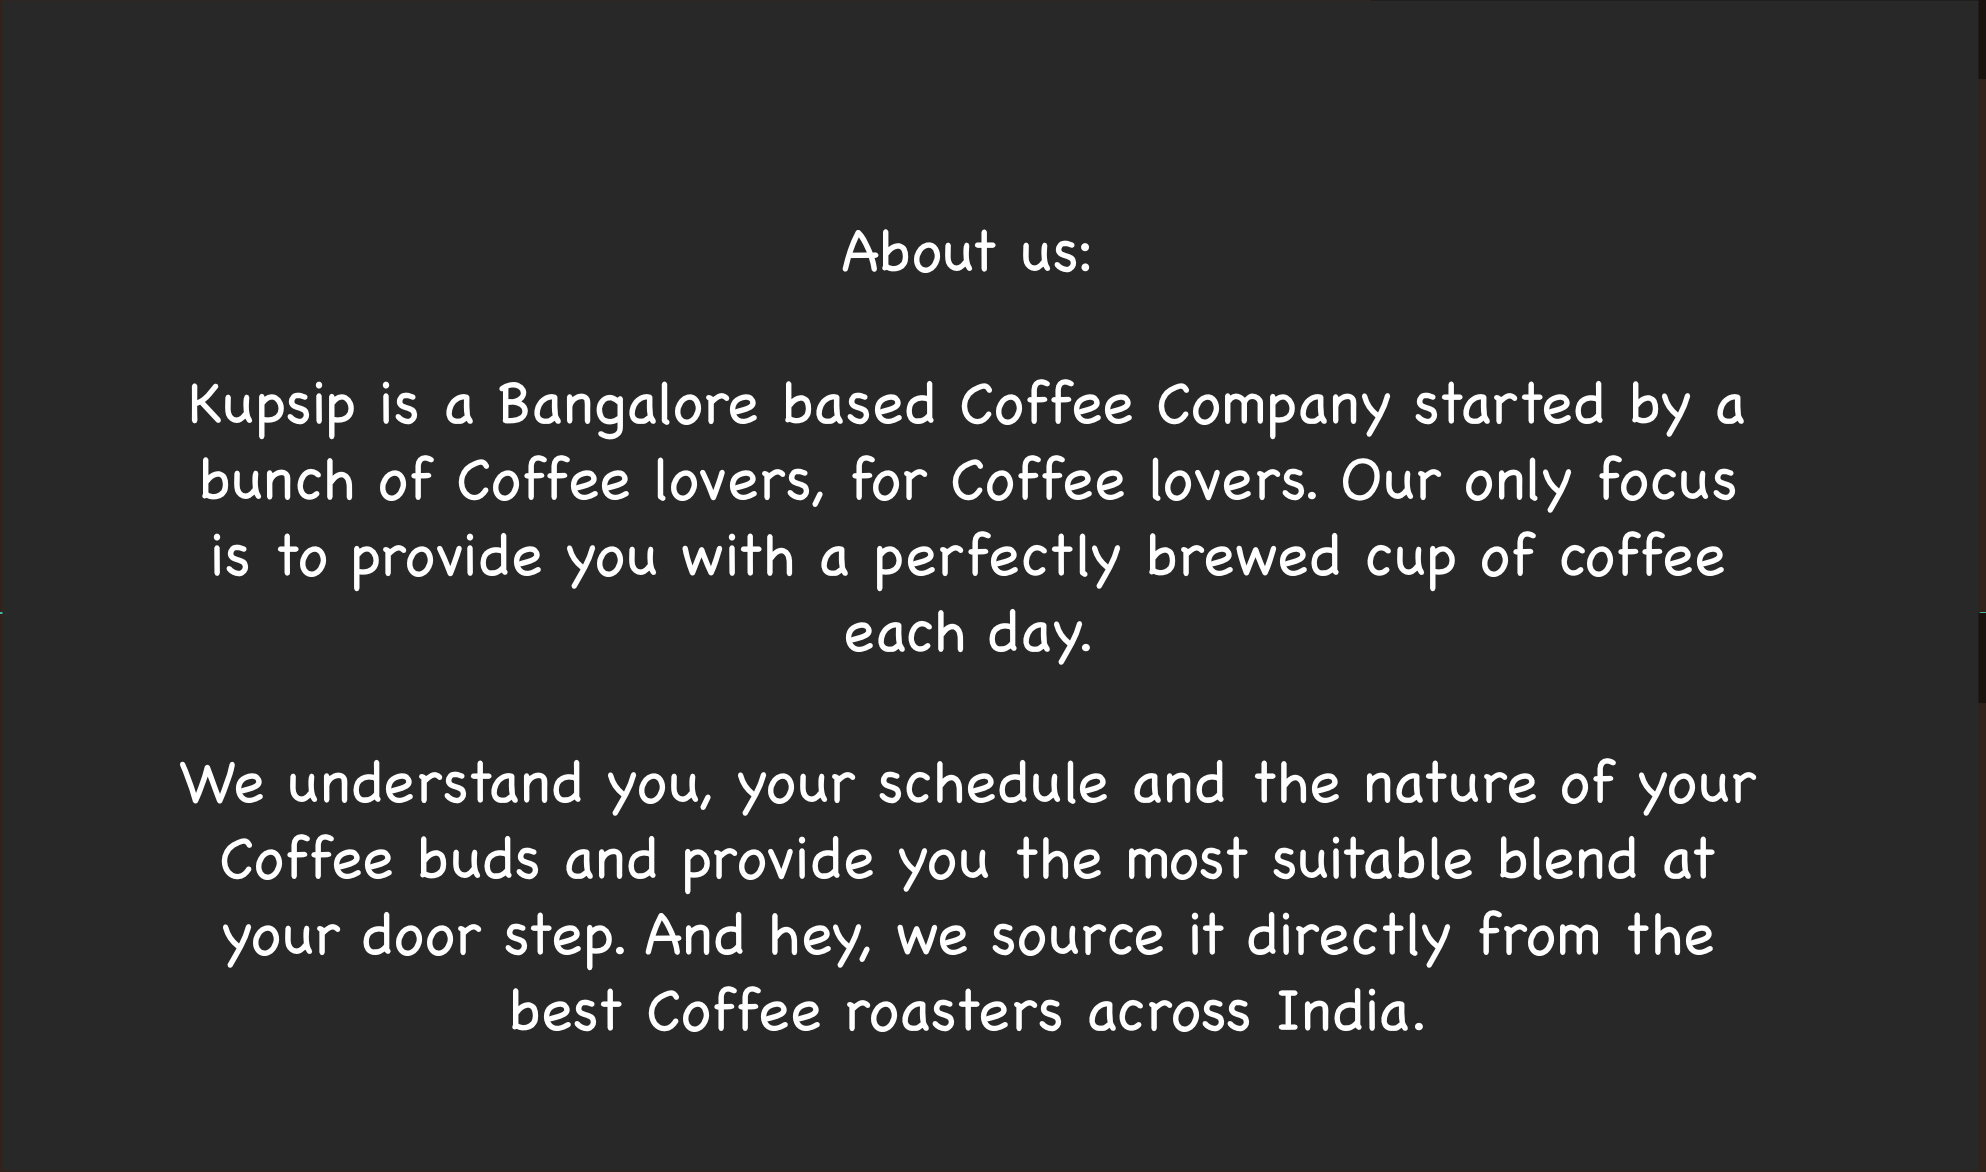 About us:
Kupsip is a Bangalore based Coffee Company started by a
bunch of Coffee lovers, for Coffee lovers. Our only focus
is to provide you with a perfectly brewed cup of coffee
each day.
We understand you, your schedule and the nature of your
Coffee buds and provide you the most suitable blend at
your door step. And hey, we source it directly from the
best Coffee roasters across India.